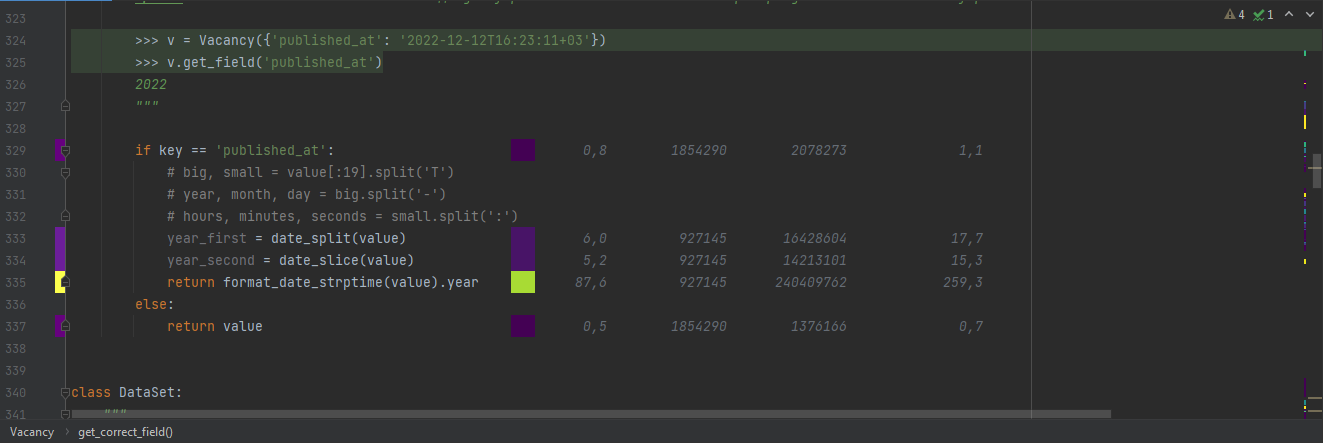 323
324 >>> v = Vacancy({'published_at': '2022-12-12T16:23:11+03'})
325 >>> v.get_field('published_at')
326 2022
327 """
328
329 if key == 'published_at': 0,8 1854290 2078273 1,1
330 # big, small = value[:19].split('T')
331 # year, month, day = big.split('-')
332 # hours, minutes, seconds = small.split(':')
333 year_first = date_split(value) 6,0 927145 16428604 17,7
334 year_second = date_slice(value) 5,2 927145 14213101 15,3
335 return format_date_strptime(value).year 87,6 927145 240409762 259,3
336 else:
337 return value 0,5 1854290 1376166 0,7
338
339
340 class DataSet:
341 """
4 1
Vacancy › get_correct_field()